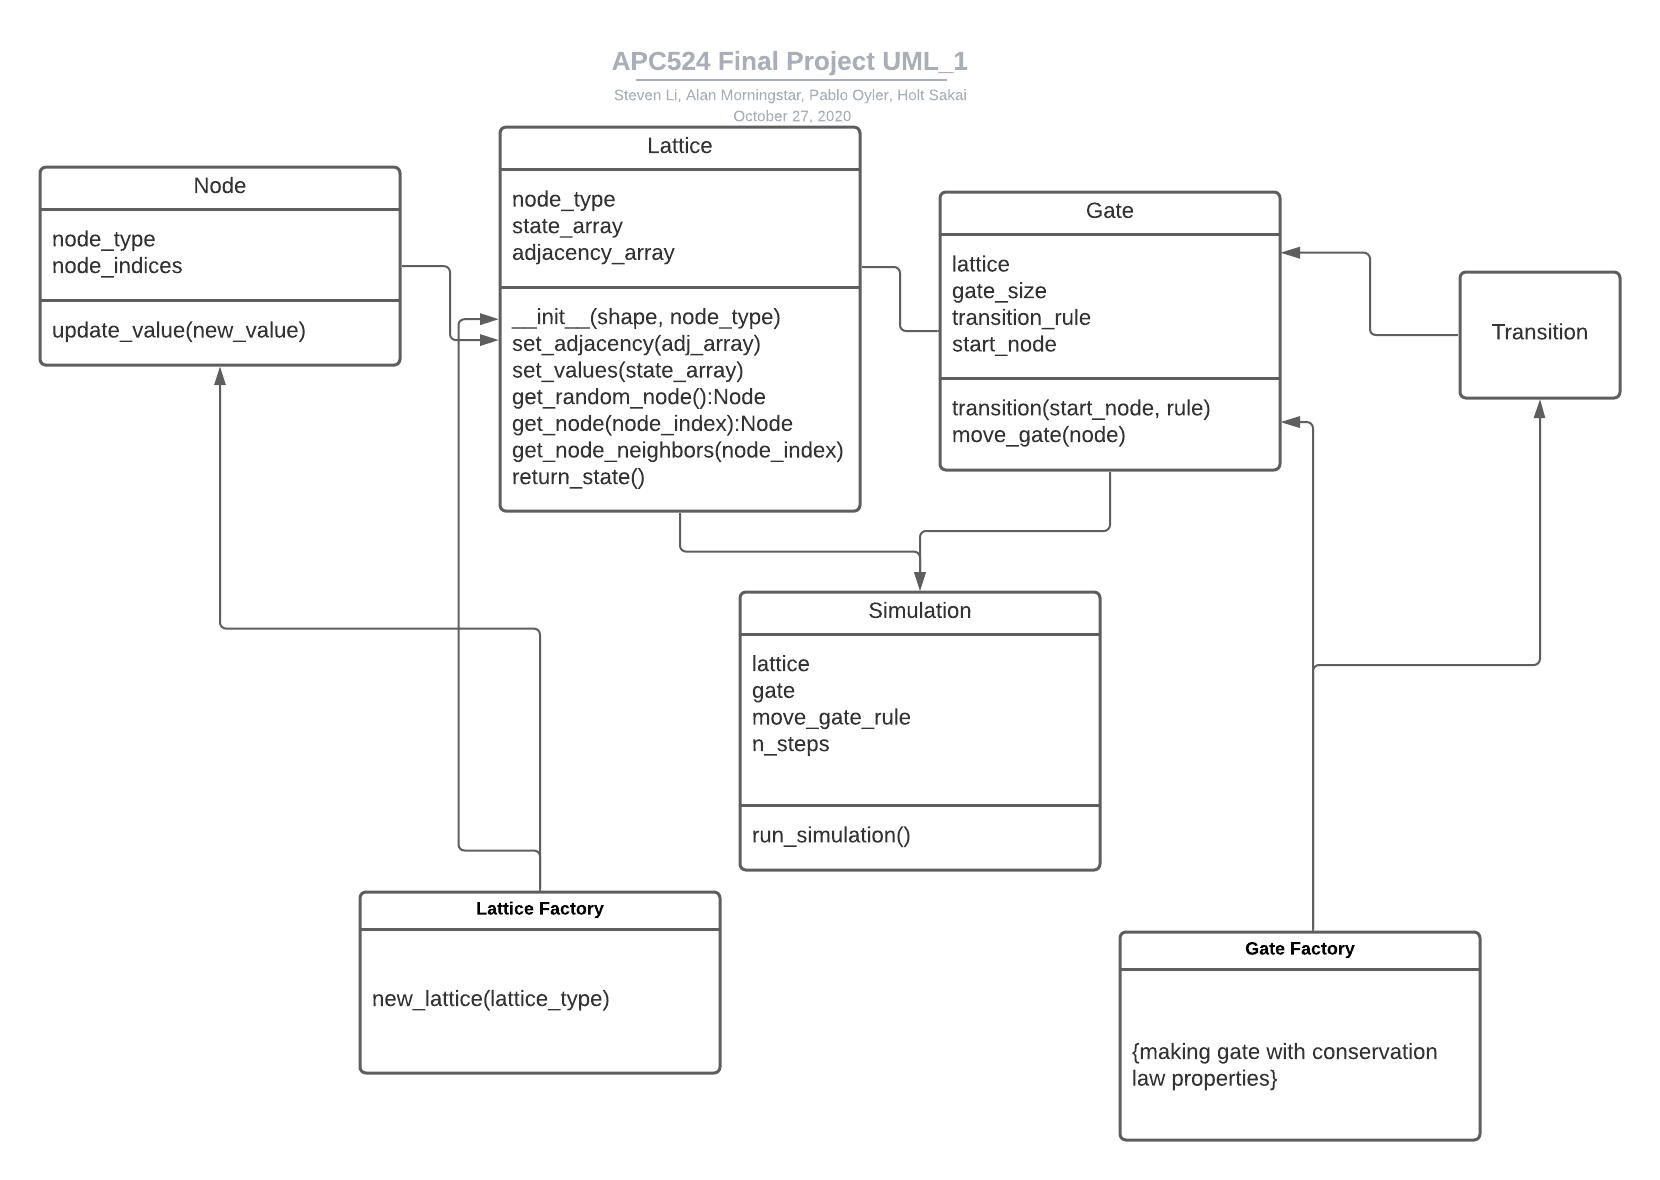 APC524 Final Project UML_1
Steven Li, Alan Morningstar, Pablo Oyler, Holt Sakai
October 27, 2020
Node
node_type
node_indices
update_value(new_value)
Lattice
node_type
state_array
adjacency_array
__init__(shape, node_type)
set_adjacency(adj_array)
set_values(state_array)
get_random_node():Node
get_node(node_index):Node
get_node_neighbors(node_index)
return_state()
Gate
lattice
gate_size
transition_rule
start_node
transition(start_node, rule)
move_gate(node)
Transition
Simulation
lattice
gate
move_gate_rule
n_steps
run_simulation()
Lattice Factory
new_lattice(lattice_type)
Gate Factory
{making gate with conservation
law properties}